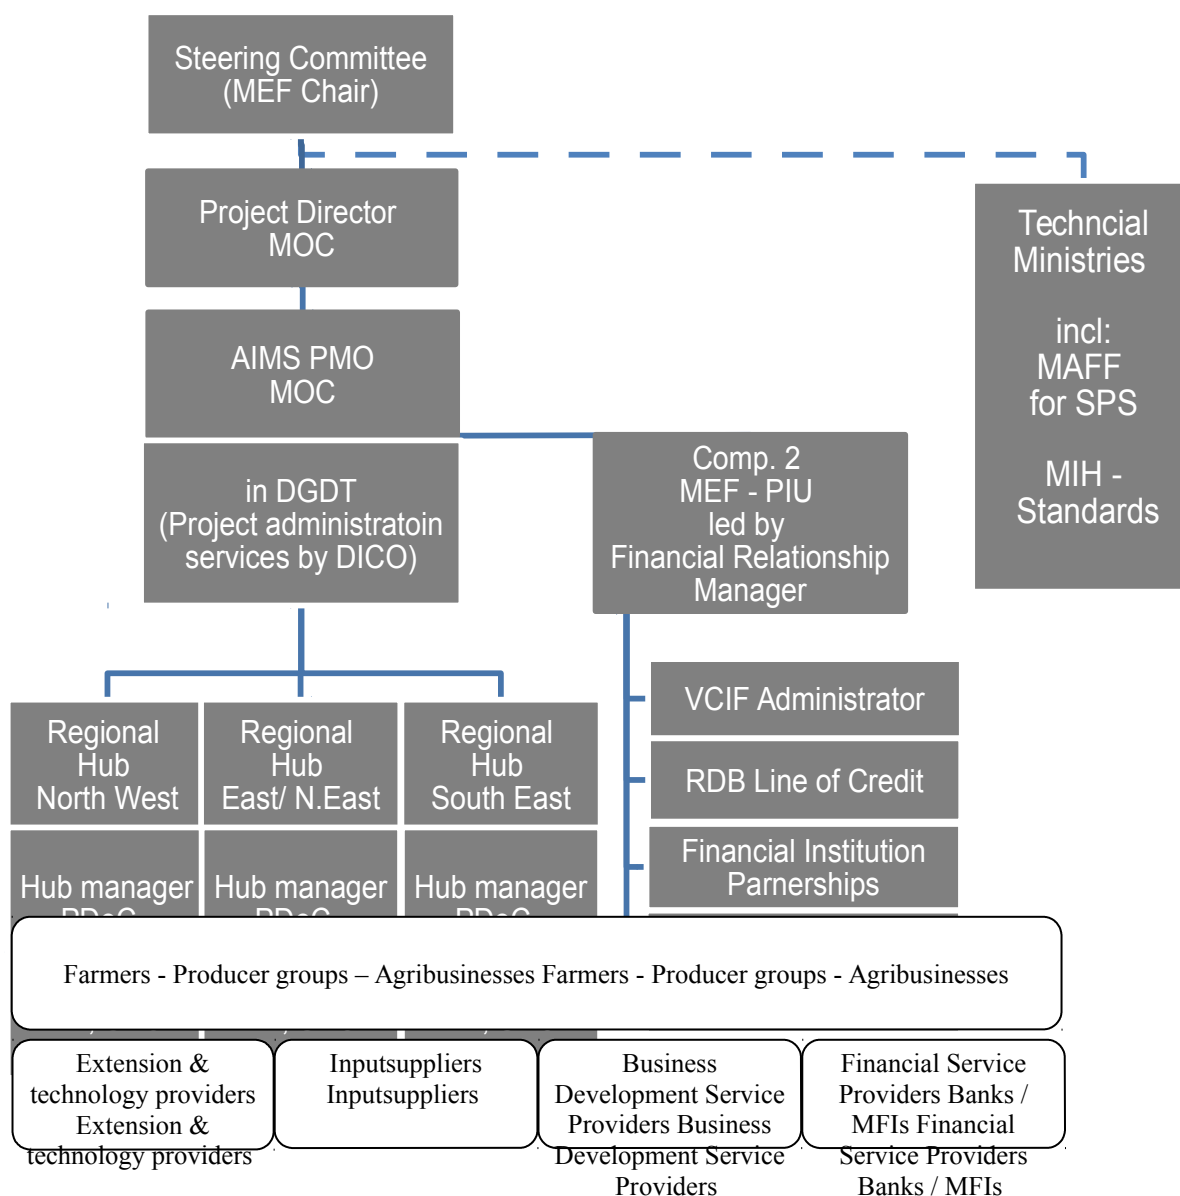 Steering Committee
(MEF Chair)
Project Director
MOC
Techncial
Ministries
incl:
MAFF
for SPS
MIH -
Standards
AIMS PMO
MOC
in DGDT
(Project administratoin
services by DICO)
Comp. 2
MEF - PIU
led by
Financial Relationship
Manager
VCIF Administrator
RDB Line of Credit
Financial Institution
Parnerships
Regional
Hub
North West
Regional
Hub
East/ N.East
Regional
Hub
South East
Hub manager
Hub manager
Hub manager
Farmers - Producer groups – Agribusinesses Farmers - Producer groups - Agribusinesses
Extension &
technology providers
Extension &
technology providers
Inputsuppliers
Inputsuppliers
Business
Development Service
Providers Business
Development Service
Providers
Financial Service
Providers Banks /
MFIs Financial
Service Providers
Banks / MFIs